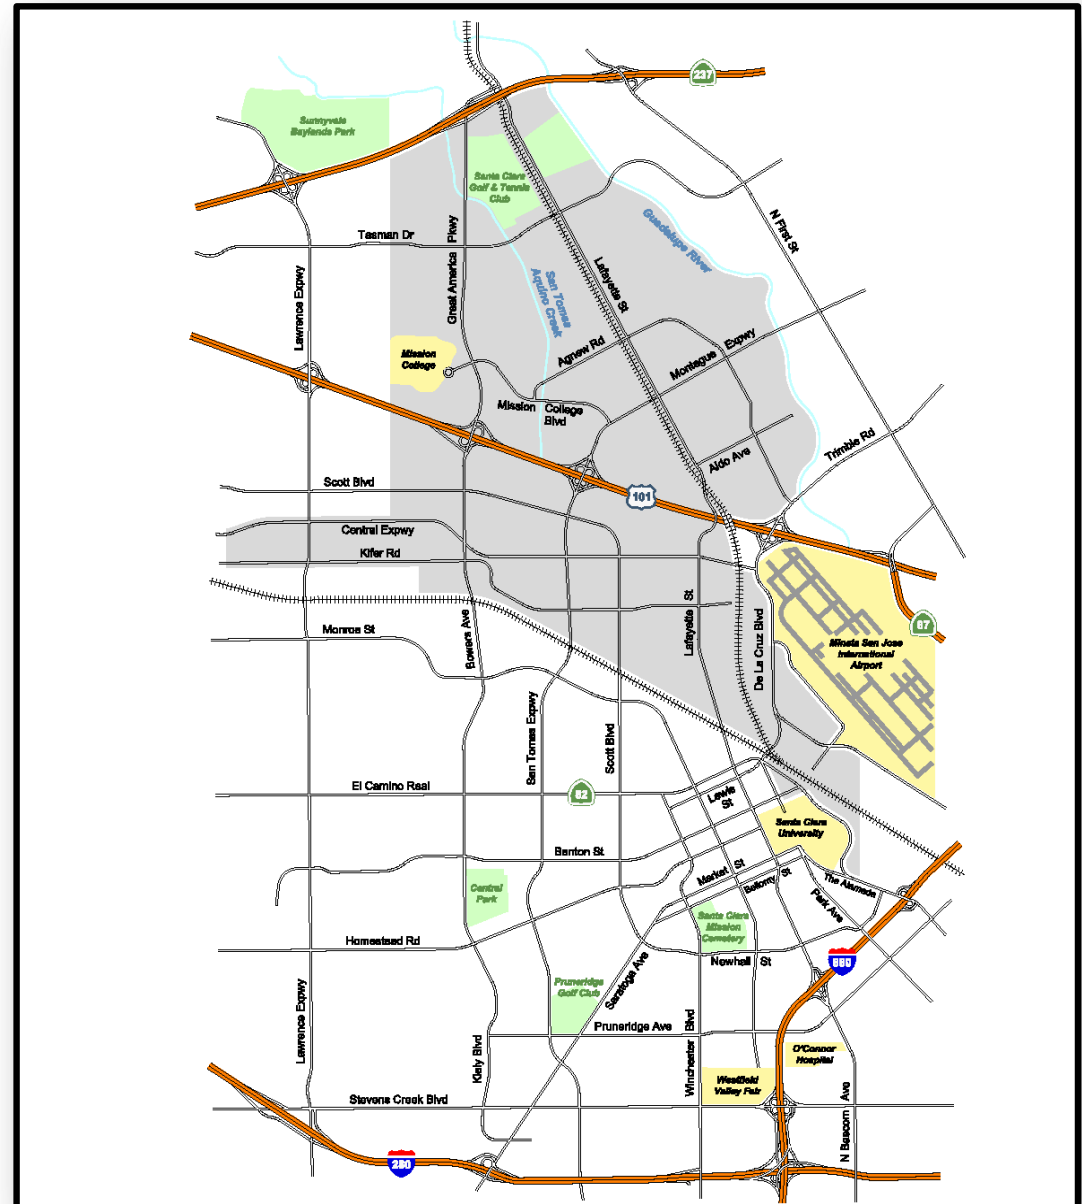 237
Sunnyvale
Baylands Park
Santa Clara
Golf & Tennis
Club
Tasman Dr
Great America Pkwy
Guadalupe River
N First St
Lafayette St
San Tomas
Aquino Creek
Lawrence Expwy
Mission
College
Agnew Rd
Montague Expwy
Mission College
Blvd
Aldo Ave
Trimble Rd
Scott Blvd
101
Central Expwy
Kifer Rd
Monroe St
Bowers Ave
Lafayette St
De La Cruz Blvd
87
Mineta San Jose
International
Airport
San Tomas Expwy
Scott Blvd
El Camino Real
82
Lewis
St
Santa Clara
University
Benton St
Market St
Bellomy St
The Alameda
Park Ave
Central
Park
Santa Clara
Mission
Cemetery
Homestead Rd
Newhall St
Saratoga Ave
Pruneridge
Golf Club
Lawrence Expwy
Pruneridge Ave
Winchester Blvd
Kiely Blvd
O'Connor
Hospital
Westfield
Valley Fair
Stevens Creek Blvd
N Bascom Ave
280